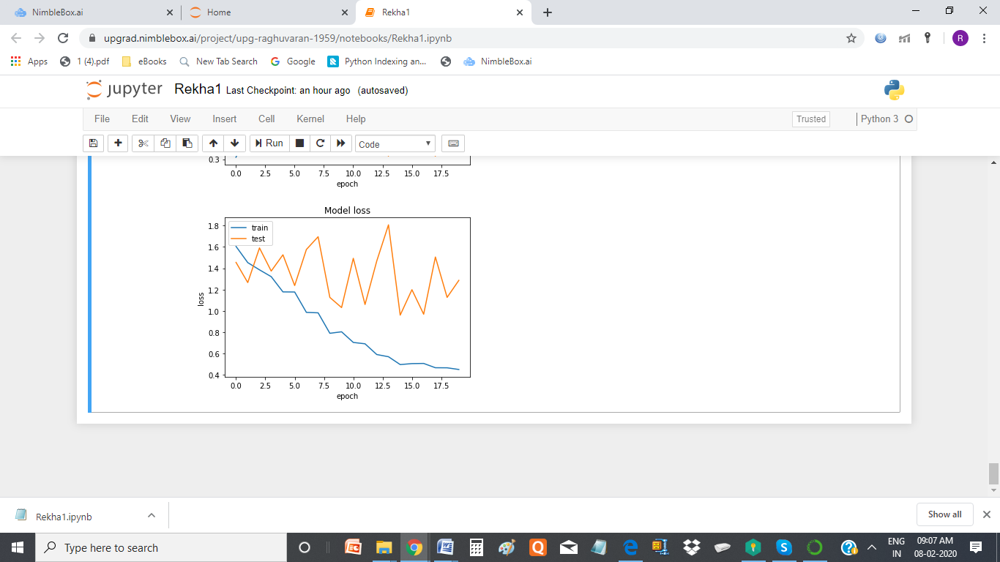 NimbleBox.ai
Home
Rekha1
upgrad.nimblebox.ai/project/upg-raghuvaran-1959/notebooks/Rekha1.ipynb
R
Apps
1 (4).pdf
eBooks
New Tab Search
Google
Python Indexing an...
NimbleBox.ai
jupyter Rekha1 Last Checkpoint: an hour ago (autosaved)
File Edit View Insert Cell Kernel Help
Trusted
Python 3
Run
Code
0.3
0.0 2.5 5.0 7.5 10.0 12.5 15.0 17.5
epoch
Model loss
train
test
1.8
1.6
1.4
1.2
1.0
0.8
0.6
0.4
loss
0.0 2.5 5.0 7.5 10.0 12.5 15.0 17.5
epoch
Rekha1.ipynb
Show all
Type here to search
ENG
IN
09:07 AM
08-02-2020